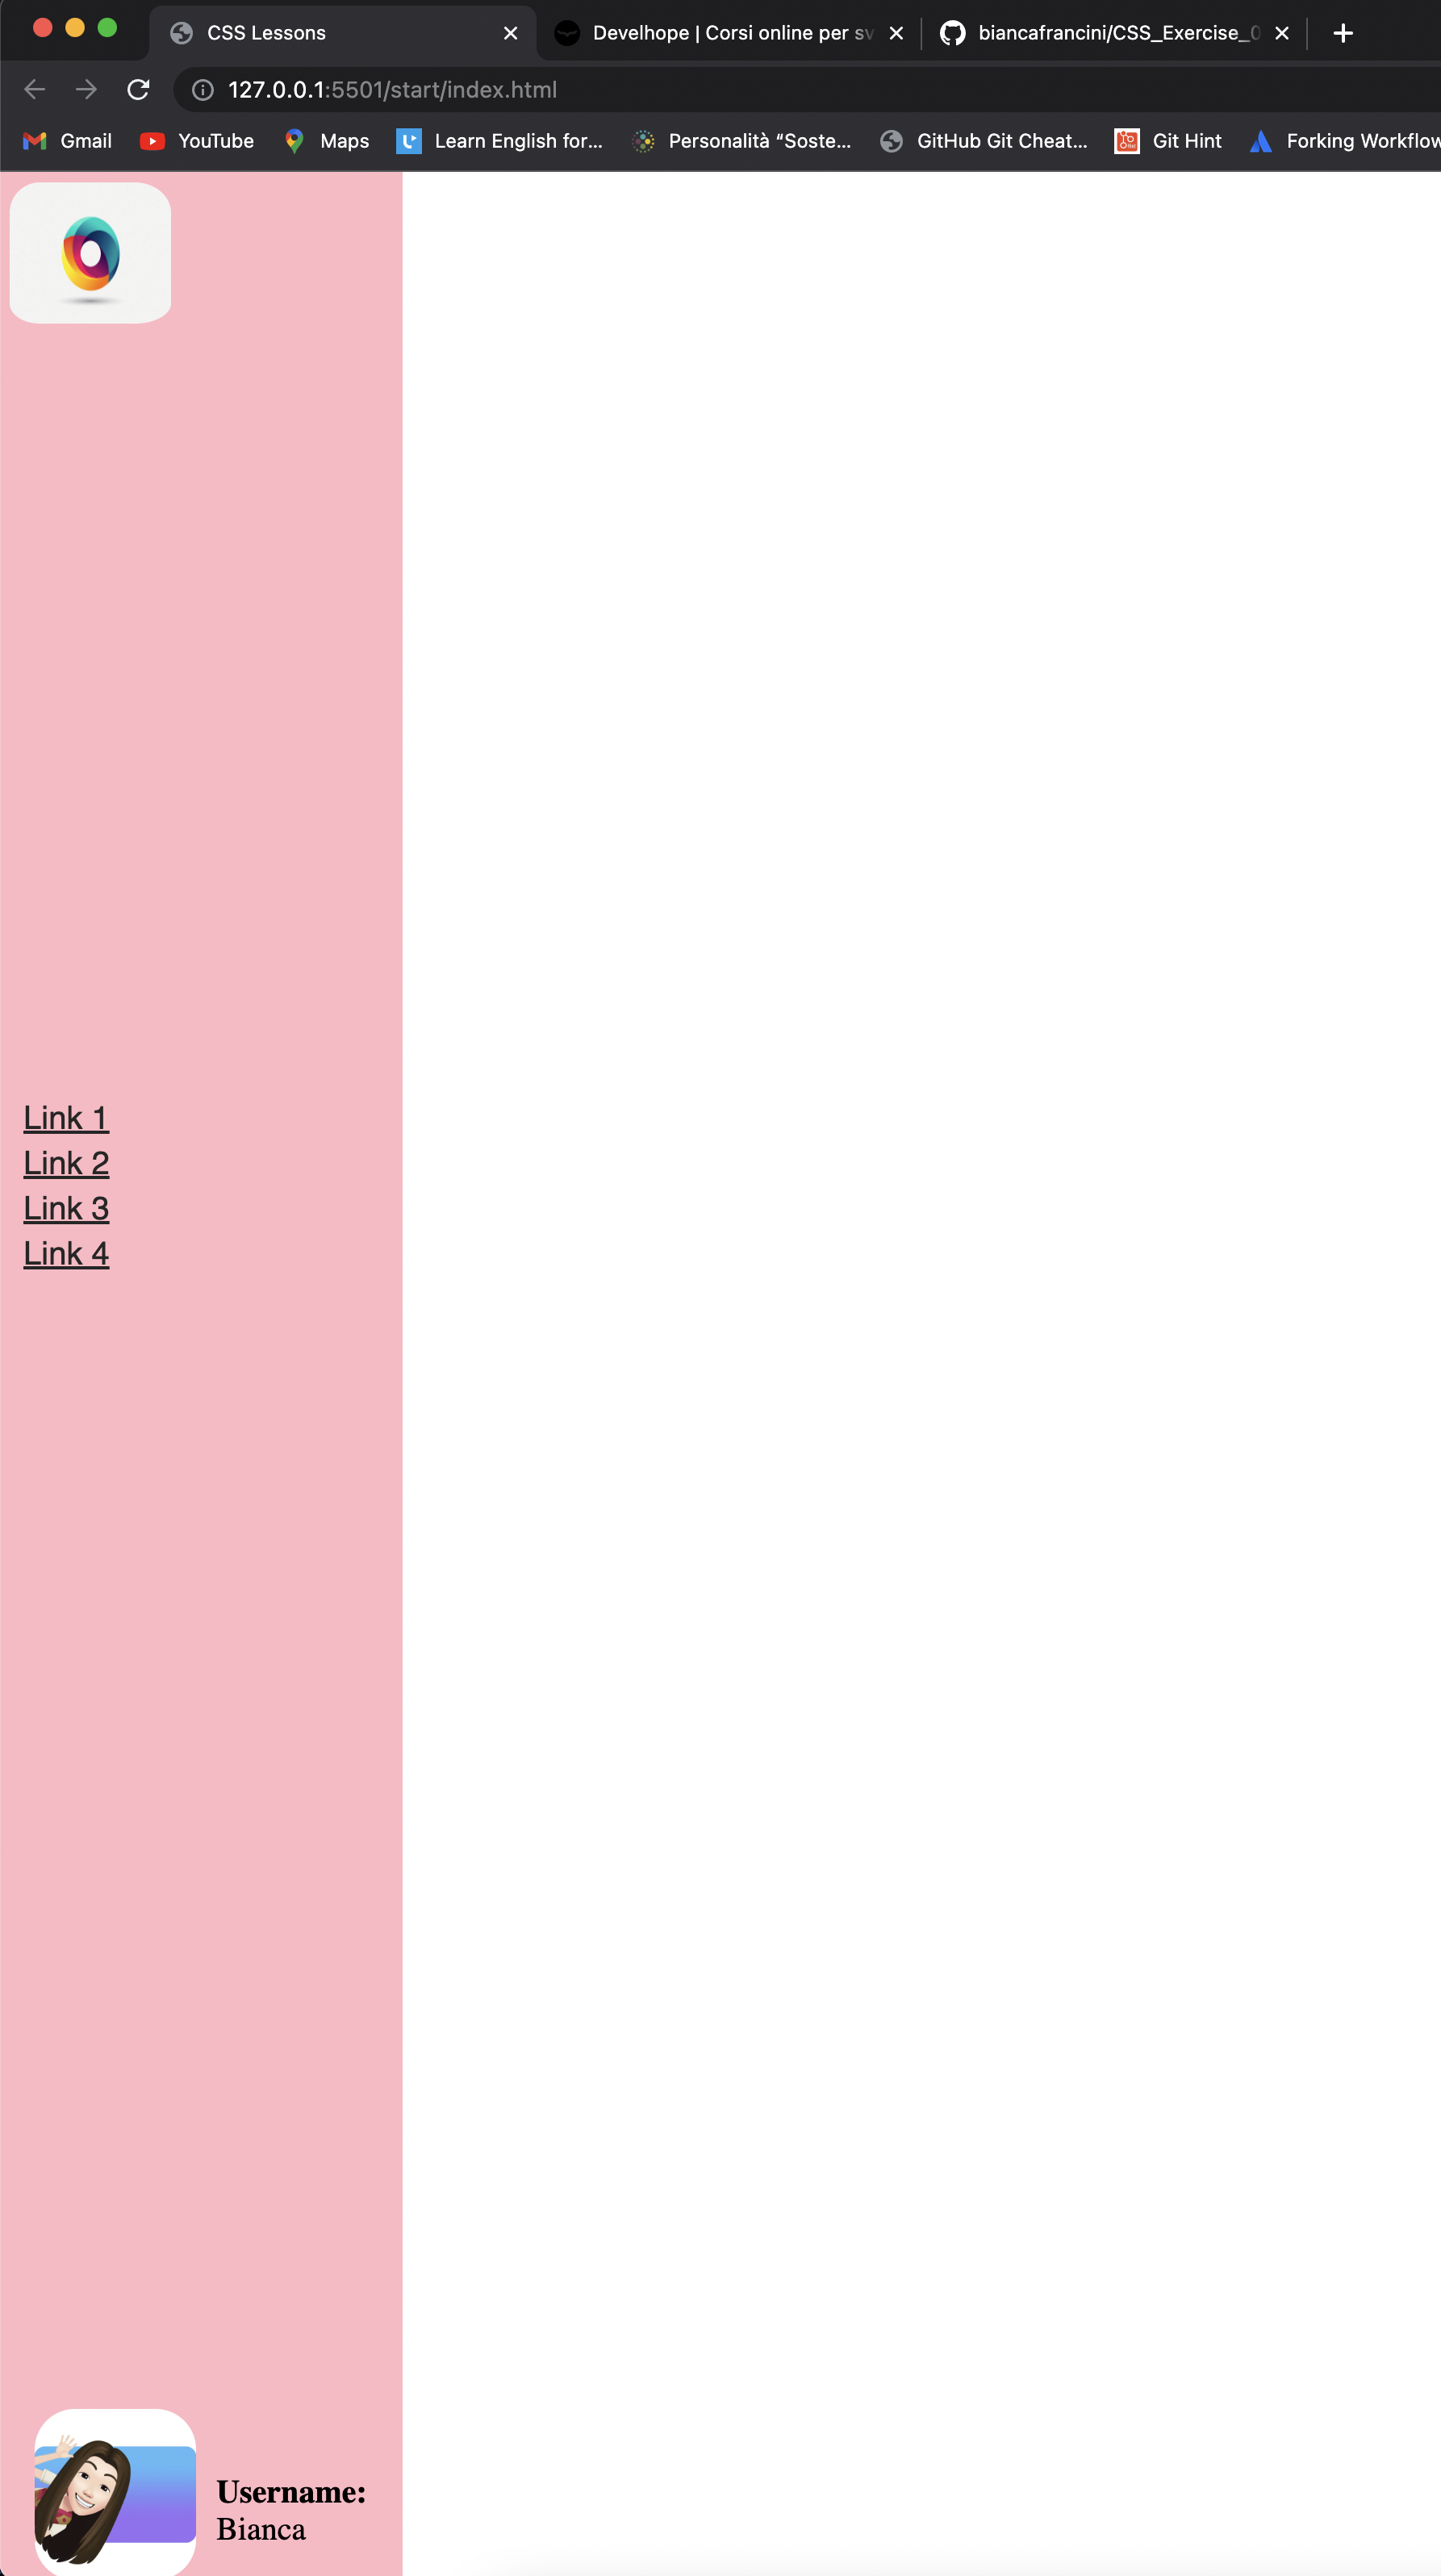 CSS Lessons
Develhope | Corsi online per sv
biancafrancini/CSS_Exercise_0
127.0.0.1:5501/start/index.html
Gmail
YouTube
Maps
Learn English for...
Personalità “Soste...
GitHub Git Cheat...
Git Hint
Forking Workflow
Link 1
Link 2
Link 3
Link 4
Username:
Bianca